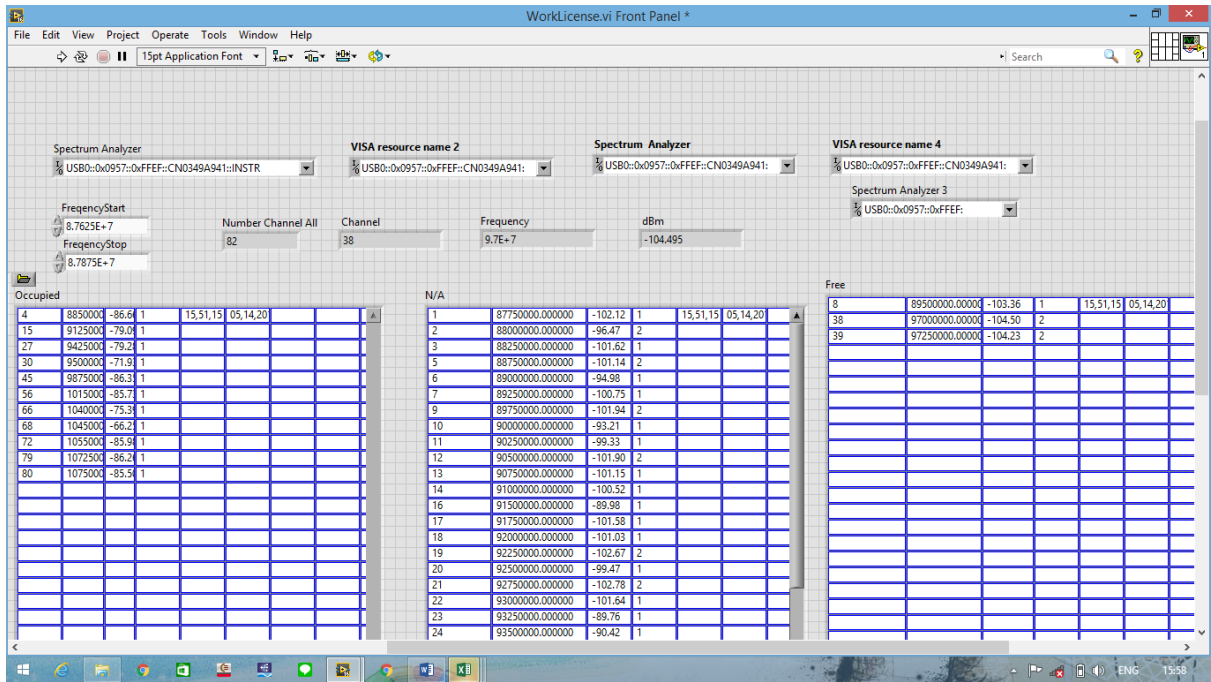 WorkLicense.vi Front Panel *
File Edit View Project Operate Tools Window Help
15pt Application Font
Search
1
Spectrum Analyzer
USB0::0x0957::0xFFEF::CN0349A941::INSTR
VISA resource name 2
USB0::0x0957::0xFFEF::CN0349A941:
Spectrum Analyzer
USB0::0x0957::0xFFEF::CN0349A941:
VISA resource name 4
USB0::0x0957::0xFFEF::CN0349A941:
Spectrum Analyzer 3
USB0::0x0957::0xFFEF:
FreqencyStart
8.7625E+7
FreqencyStop
8.7875E+7
Number Channel All
82
Channel
38
Frequency
9.7E+7
dBm
-104.495
Occupied
4 8850000 -86.6 1 15,51,15 05,14,20
15 9125000 -79.0 1
27 9425000 -79.2 1
30 9500000 -71.9 1
45 9875000 -86.3 1
56 1015000 -85.7 1
66 1040000 -75.3 1
68 1045000 -66.2 1
72 1055000 -85.9 1
79 1072500 -86.2 1
80 1075000 -85.5 1
N/A
1 87750000.000000 -102.12 1 15,51,15 05,14,20
2 88000000.000000 -96.47 2
3 88250000.000000 -101.62 1
5 88750000.000000 -101.14 2
6 89000000.000000 -94.98 1
7 89250000.000000 -100.75 1
9 89750000.000000 -101.94 2
10 90000000.000000 -93.21 1
11 90250000.000000 -99.33 1
12 90500000.000000 -101.90 2
13 90750000.000000 -101.15 1
14 91000000.000000 -100.52 1
16 91500000.000000 -89.98 1
17 91750000.000000 -101.58 1
18 92000000.000000 -101.03 1
19 92250000.000000 -102.67 2
20 92500000.000000 -99.47 1
21 92750000.000000 -102.78 2
22 93000000.000000 -101.64 1
23 93250000.000000 -89.76 1
24 93500000.000000 -90.42 1
Free
8 89500000.00000 -103.36 1 15,51,15 05,14,20
38 97000000.00000 -104.50 2
39 97250000.00000 -104.23 2
ENG 15:58